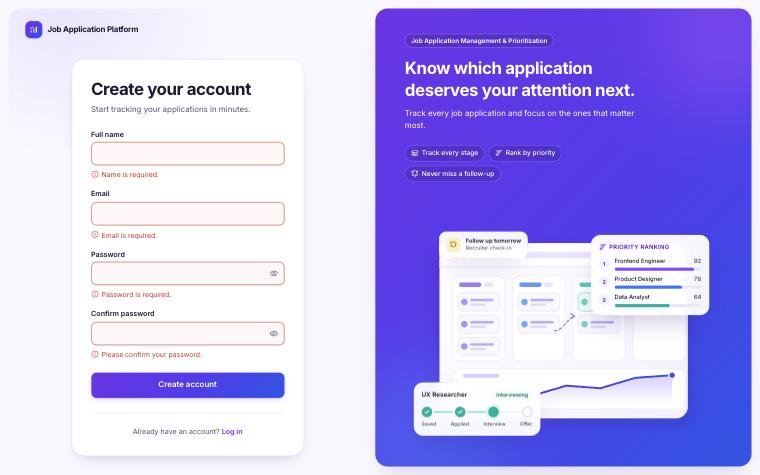 Job Application Platform
Create your account
Start tracking your applications in minutes.
Full name
Name is required.
Email
Email is required.
Password
Password is required.
Confirm password
Please confirm your password.
Create account
Already have an account? Log in
Job Application Management & Prioritization
Know which application
deserves your attention next.
Track every job application and focus on the ones that matter
most.
Track every stage
Rank by priority
Never miss a follow-up
Follow up tomorrow
Recruiter check-in
PRIORITY RANKING
1 Frontend Engineer 92
2 Product Designer 78
3 Data Analyst 64
UX Researcher Interviewing
Saved Applied Interview Offer